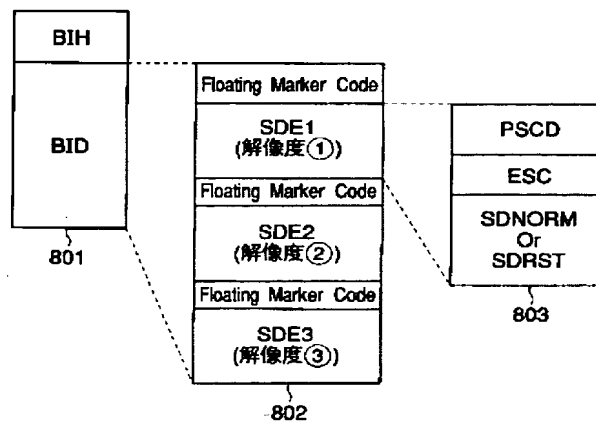 BIH
BID
801
Floating Marker Code
SDE1
(解像度①)
Floating Marker Code
SDE2
(解像度②)
Floating Marker Code
SDE3
(解像度③)
802
PSCD
ESC
SDNORM
Or
SDRST
803